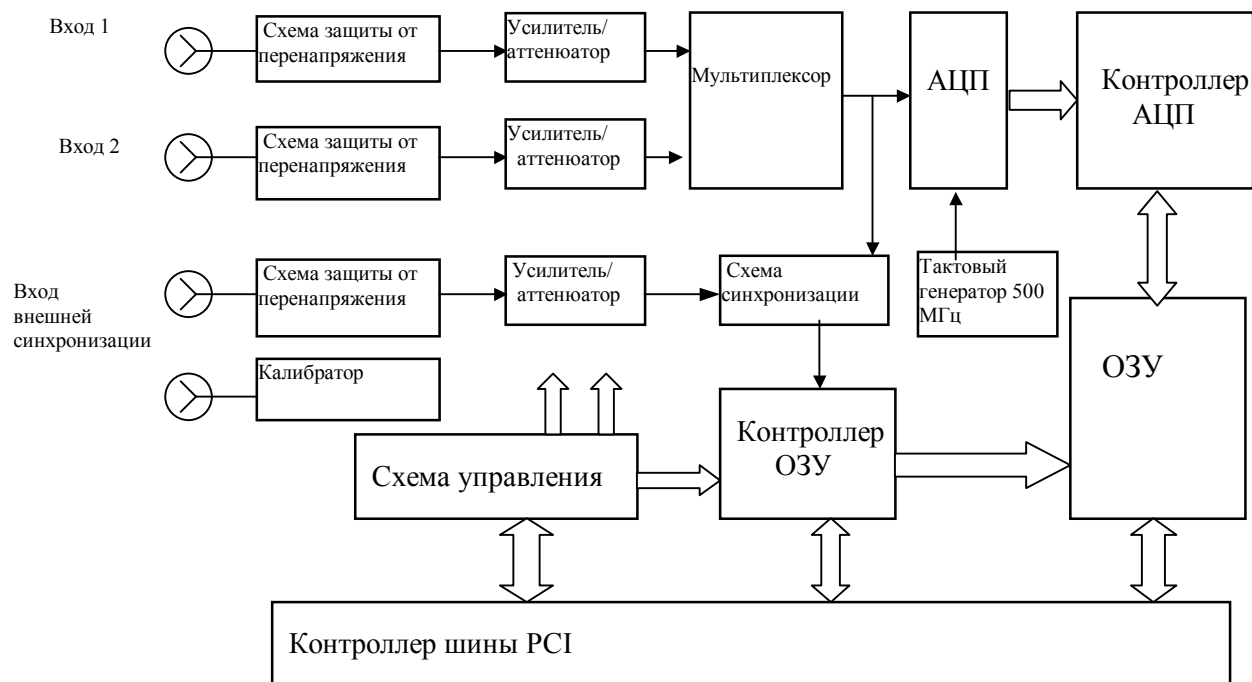 Вход 1
Схема защиты от
перенапряжения
Усилитель/
аттенюатор
Мультиплексор
АЦП
Контроллер
АЦП
Вход 2
Схема защиты от
перенапряжения
Усилитель/
аттенюатор
Вход
внешней
синхронизации
Схема защиты от
перенапряжения
Усилитель/
аттенюатор
Схема
синхронизации
Тактовый
генератор 500
МГц
ОЗУ
Калибратор
Схема управления
Контроллер
ОЗУ
Контроллер шины PCI